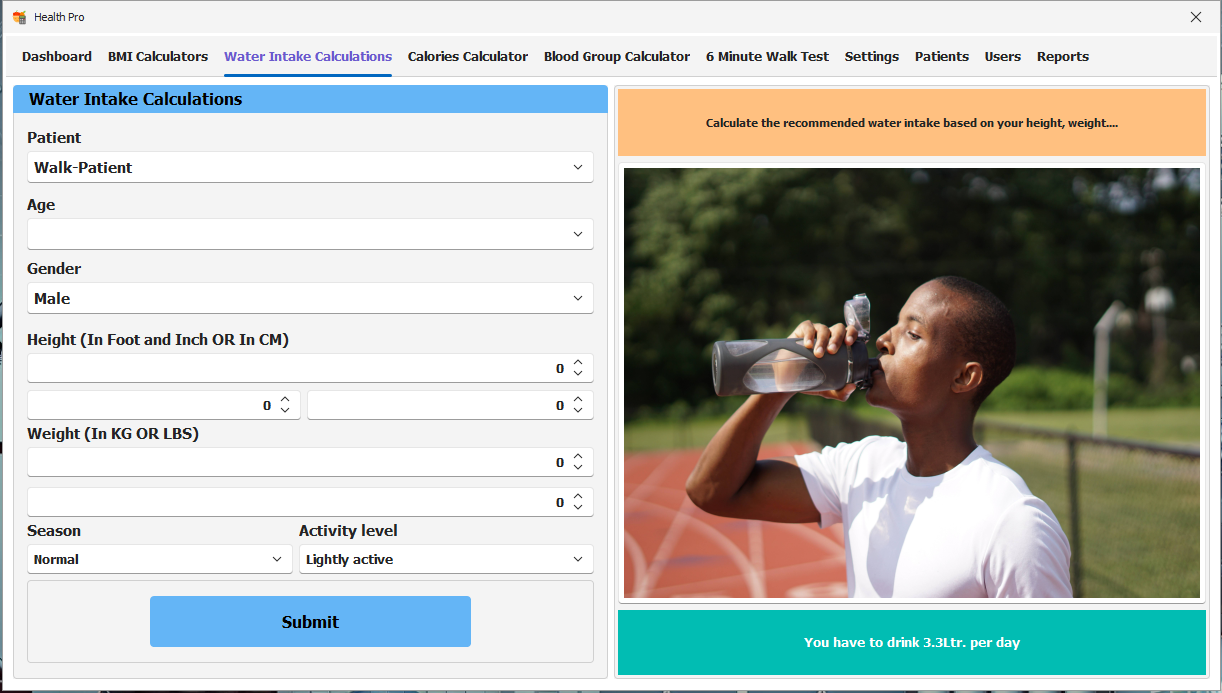 Health Pro
Dashboard BMI Calculators Water Intake Calculations Calories Calculator Blood Group Calculator 6 Minute Walk Test Settings Patients Users Reports
Water Intake Calculations
Patient
Walk-Patient
Age
Gender
Male
Height (In Foot and Inch OR In CM)
0
0 0
Weight (In KG OR LBS)
0
0
Season Activity level
Normal Lightly active
Submit
Calculate the recommended water intake based on your height, weight....
You have to drink 3.3Ltr. per day